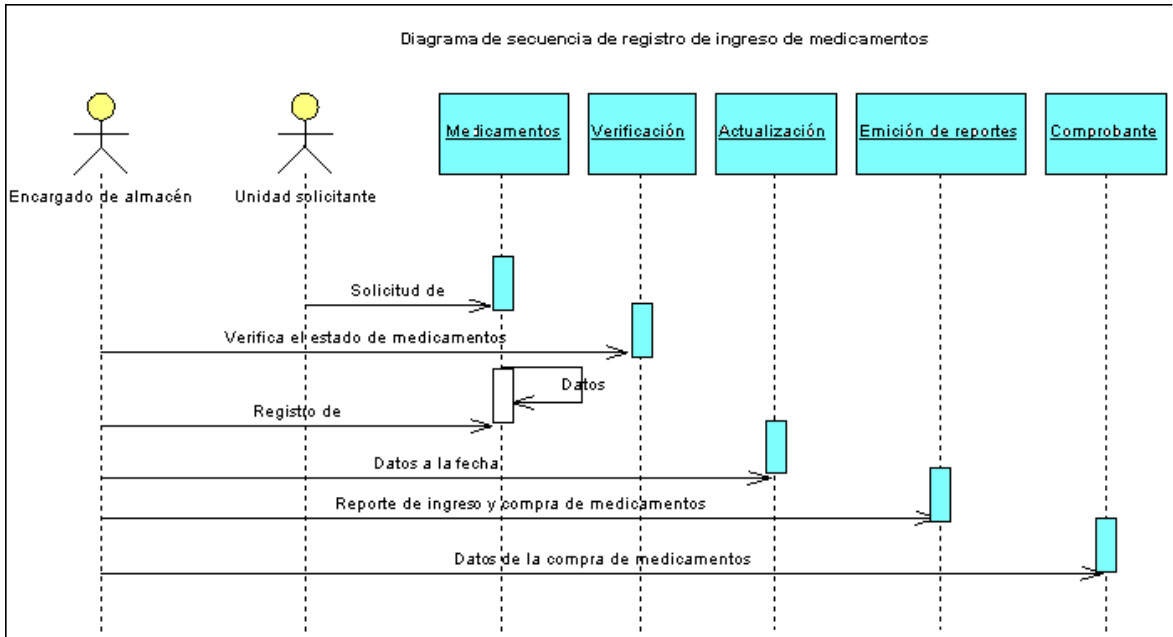 Diagrama de secuencia de registro de ingreso de medicamentos
Medicamentos
Verificación
Actualización
Emición de reportes
Comprobante
Encargado de almacén
Unidad solicitante
Solicitud de
Verifica el estado de medicamentos
Datos
Registro de
Datos a la fecha
Reporte de ingreso y compra de medicamentos
Datos de la compra de medicamentos